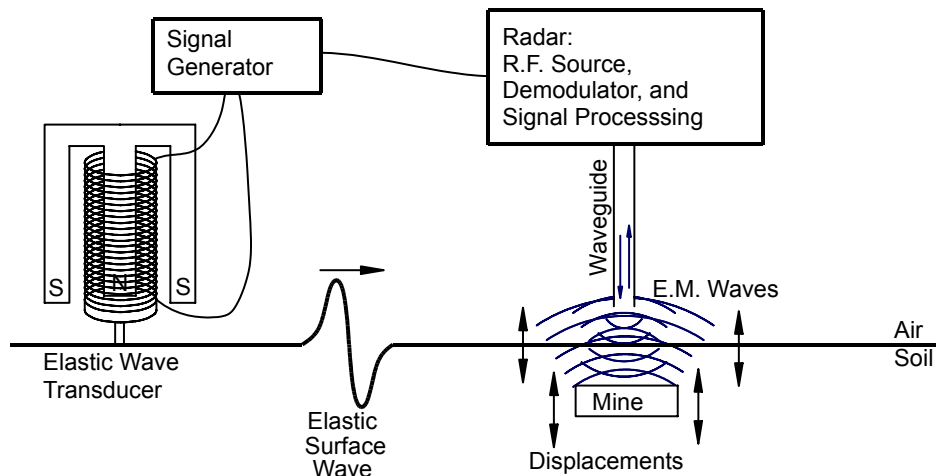 Signal
Generator
Radar:
R.F. Source,
Demodulator, and
Signal Processsing
Waveguide
S
N
S
E.M. Waves
Air
Soil
Elastic Wave
Transducer
Elastic
Surface
Wave
Mine
Displacements